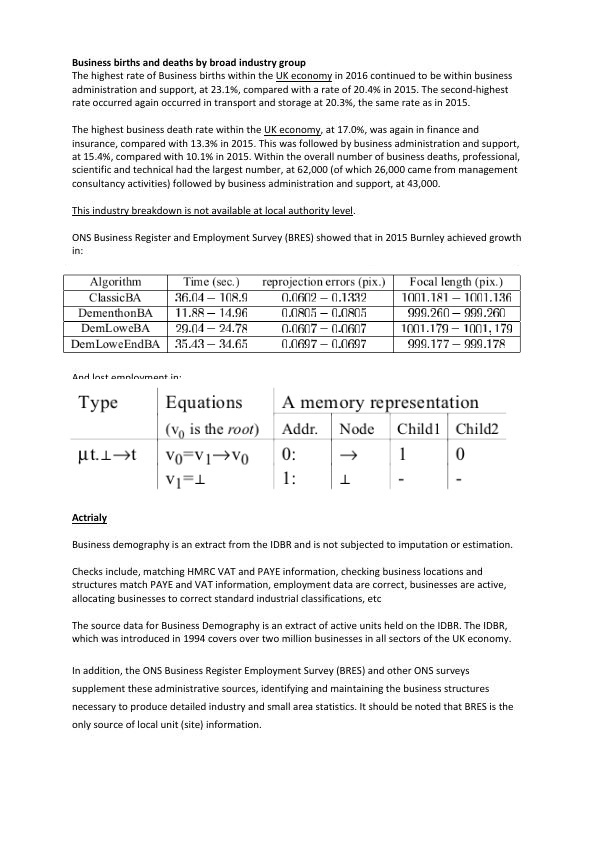 Business births and deaths by broad industry group
The highest rate of Business births within the UK economy in 2016 continued to be within business
administration and support, at 23.1%, compared with a rate of 20.4% in 2015. The second-highest
rate occurred again occurred in transport and storage at 20.3%, the same rate as in 2015.
The highest business death rate within the UK economy, at 17.0%, was again in finance and
insurance, compared with 13.3% in 2015. This was followed by business administration and support,
at 15.4%, compared with 10.1% in 2015. Within the overall number of business deaths, professional,
scientific and technical had the largest number, at 62,000 (of which 26,000 came from management
consultancy activities) followed by business administration and support, at 43,000.
This industry breakdown is not available at local authority level.
ONS Business Register and Employment Survey (BRES) showed that in 2015 Burnley achieved growth
in:
Algorithm Time (sec.) reprojection errors (pix.) Focal length (pix.)
ClassicBA 36.04 − 108.9 0.0602 − 0.1332 1001.181 − 1001.136
DementhonBA 11.88 − 14.96 0.0805 − 0.0805 999.260 − 999.260
DemLoweBA 29.04 − 24.78 0.0607 − 0.0607 1001.179 − 1001, 179
DemLoweEndBA 35.43 − 34.65 0.0697 − 0.0697 999.177 − 999.178
And lost employment in:
Type Equations A memory representation
(v₀ is the root) Addr. Node Child1 Child2
μt.⊥→t v₀=v₁→v₀ 0: → 1 0
v₁=⊥ 1: ⊥ - -
Actrialy
Business demography is an extract from the IDBR and is not subjected to imputation or estimation.
Checks include, matching HMRC VAT and PAYE information, checking business locations and
structures match PAYE and VAT information, employment data are correct, businesses are active,
allocating businesses to correct standard industrial classifications, etc
The source data for Business Demography is an extract of active units held on the IDBR. The IDBR,
which was introduced in 1994 covers over two million businesses in all sectors of the UK economy.
In addition, the ONS Business Register Employment Survey (BRES) and other ONS surveys
supplement these administrative sources, identifying and maintaining the business structures
necessary to produce detailed industry and small area statistics. It should be noted that BRES is the
only source of local unit (site) information.